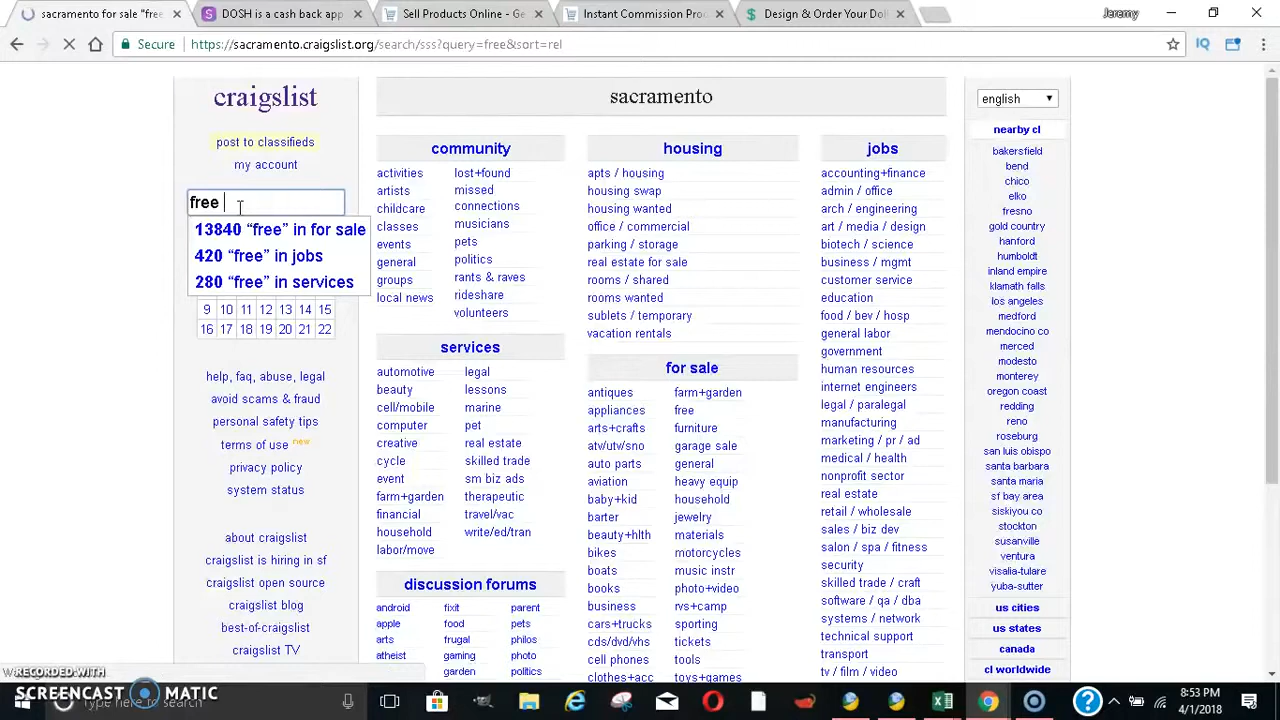 sacramento for sale "free
DOSH is a cash back app
Sell Products Online - Ge
Instant Commission Pro
Design & Order Your Doll
Jeremy
Secure
https://sacramento.craigslist.org/search/sss?query=free&sort=rel
craigslist
post to classifieds
my account
free
13840 “free” in for sale
420 “free” in jobs
280 “free” in services
9 10 11 12 13 14 15
16 17 18 19 20 21 22
help, faq, abuse, legal
avoid scams & fraud
personal safety tips
terms of use new
privacy policy
system status
about craigslist
craigslist is hiring in sf
craigslist open source
craigslist blog
best-of-craigslist
craigslist TV
sacramento
community
activities
artists
childcare
classes
events
general
groups
local news
lost+found
missed
connections
musicians
pets
politics
rants & raves
rideshare
volunteers
services
automotive
beauty
cell/mobile
computer
creative
cycle
event
farm+garden
financial
household
labor/move
legal
lessons
marine
pet
real estate
skilled trade
sm biz ads
therapeutic
travel/vac
write/ed/tran
discussion forums
android
apple
arts
atheist
fixit
food
frugal
gaming
garden
parent
pets
philos
photo
politics
housing
apts / housing
housing swap
housing wanted
office / commercial
parking / storage
real estate for sale
rooms / shared
rooms wanted
sublets / temporary
vacation rentals
for sale
antiques
appliances
arts+crafts
atv/utv/sno
auto parts
aviation
baby+kid
barter
beauty+hlth
bikes
boats
books
business
cars+trucks
cds/dvd/vhs
cell phones
clothes+acc
farm+garden
free
furniture
garage sale
general
heavy equip
household
jewelry
materials
motorcycles
music instr
photo+video
rvs+camp
sporting
tickets
tools
toys+games
jobs
accounting+finance
admin / office
arch / engineering
art / media / design
biotech / science
business / mgmt
customer service
education
food / bev / hosp
general labor
government
human resources
internet engineers
legal / paralegal
manufacturing
marketing / pr / ad
medical / health
nonprofit sector
real estate
retail / wholesale
sales / biz dev
salon / spa / fitness
security
skilled trade / craft
software / qa / dba
systems / network
technical support
transport
tv / film / video
english
nearby cl
bakersfield
bend
chico
elko
fresno
gold country
hanford
humboldt
inland empire
klamath falls
los angeles
medford
mendocino co
merced
modesto
monterey
oregon coast
redding
reno
roseburg
san luis obispo
santa barbara
santa maria
sf bay area
siskiyou co
stockton
susanville
ventura
visalia-tulare
yuba-sutter
us cities
us states
canada
cl worldwide
RECORDED WITH
SCREENCAST MATIC
Type here to search
8:53 PM
4/1/2018